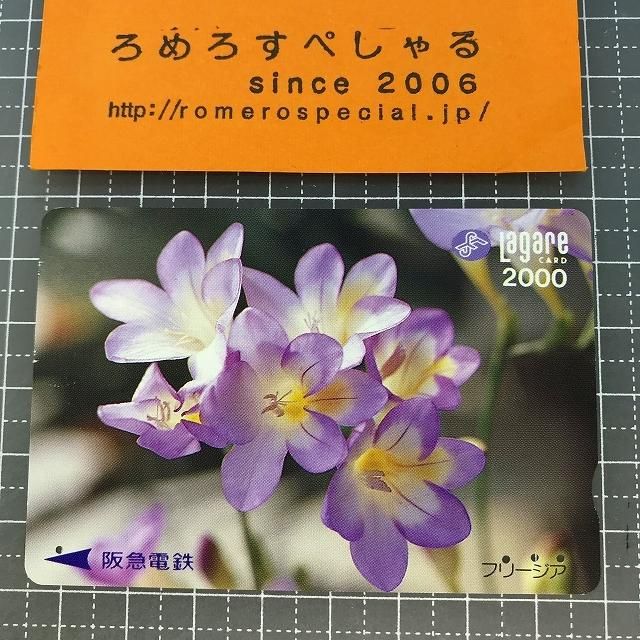 ろめろすぺしゃる
since 2006
http://romerospecial.jp/
Lagare
CARD
2000
阪急電鉄
フリージア